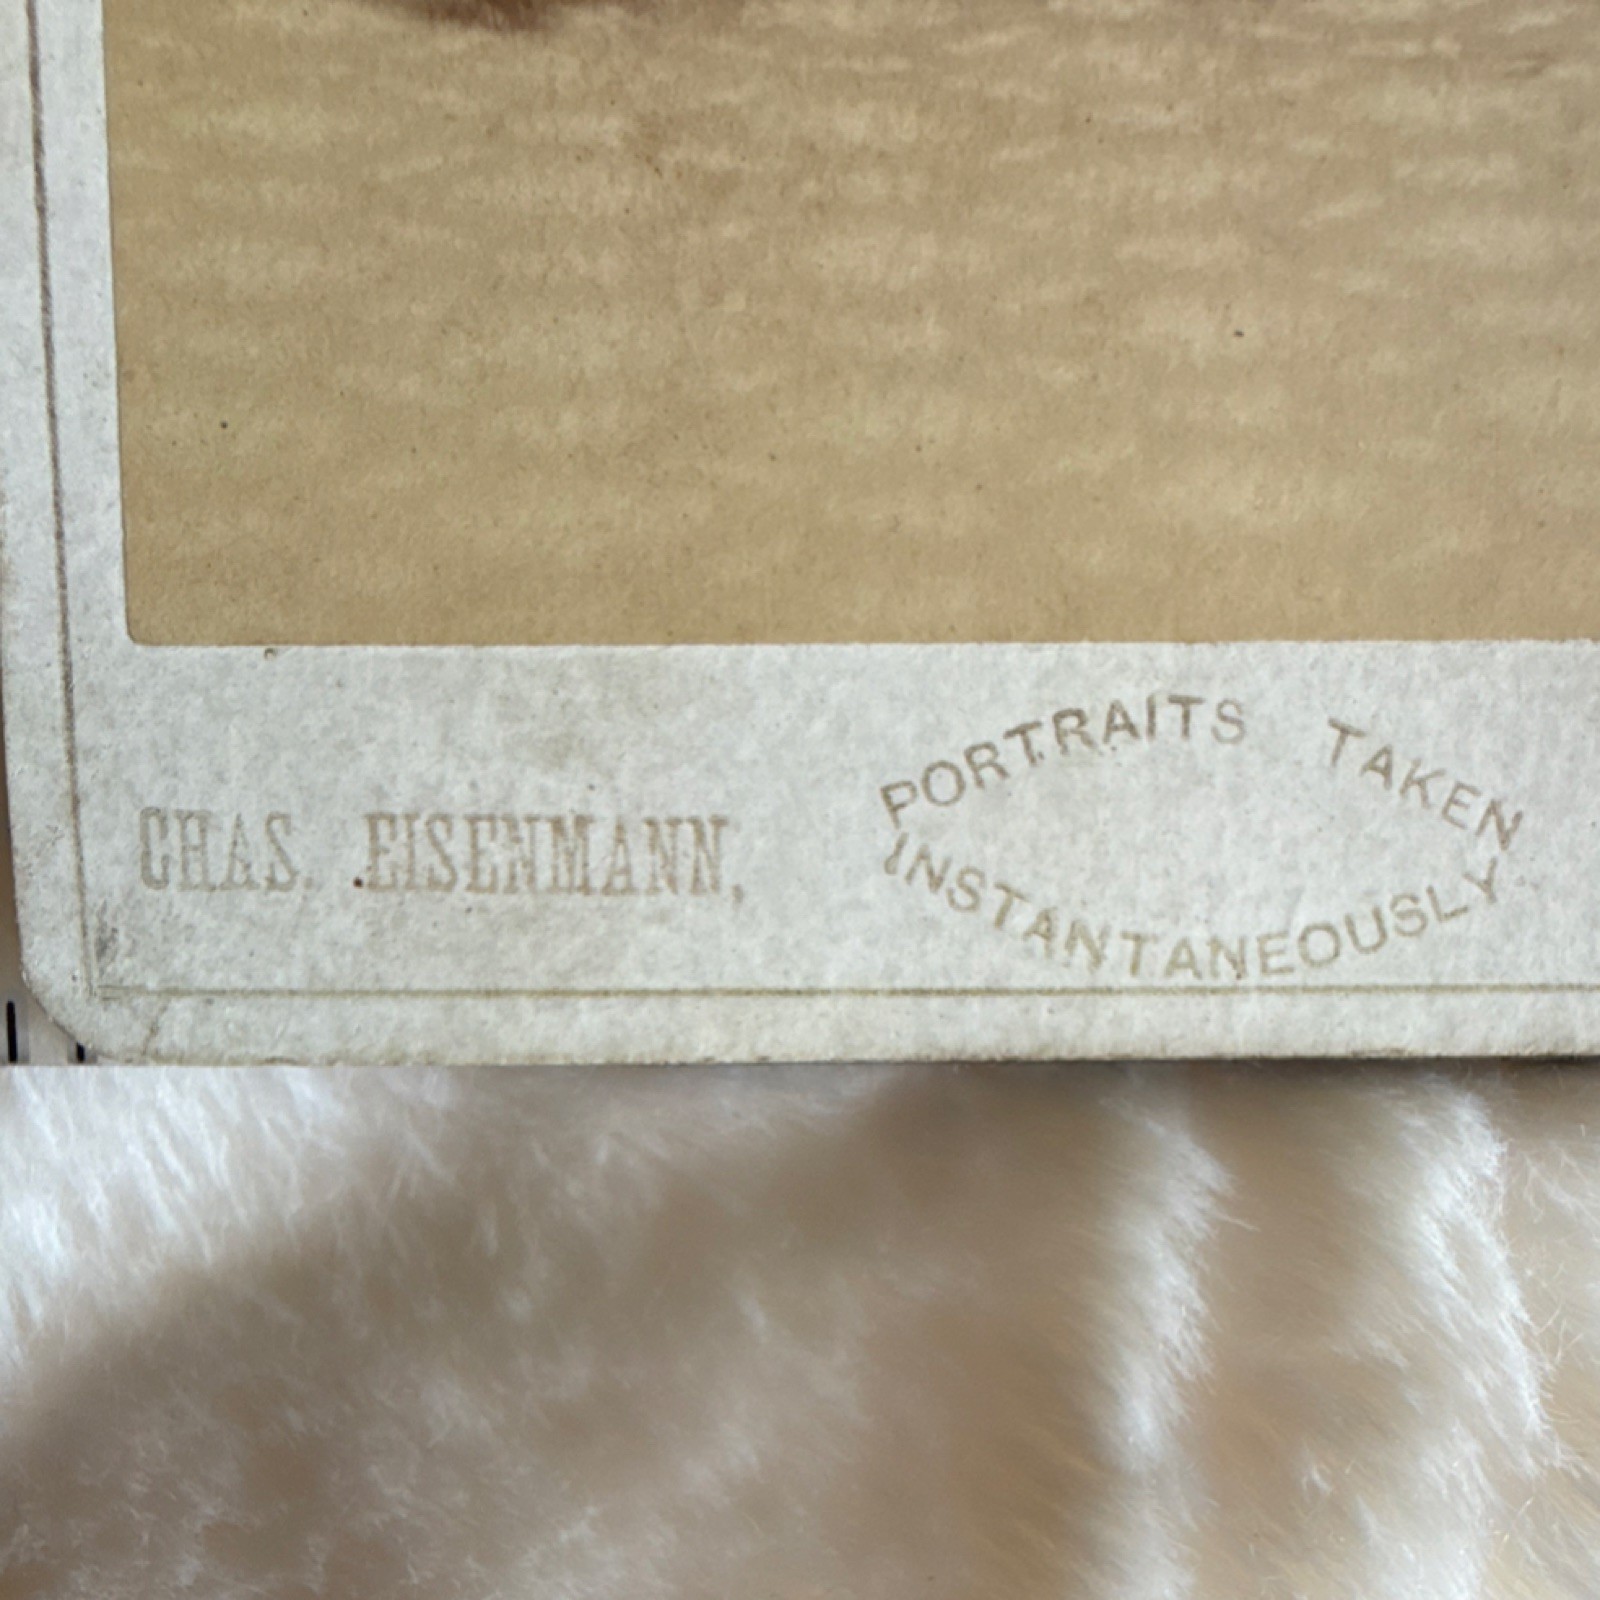 CHAS. EISENMANN,
PORTRAITS TAKEN
INSTANTANEOUSLY